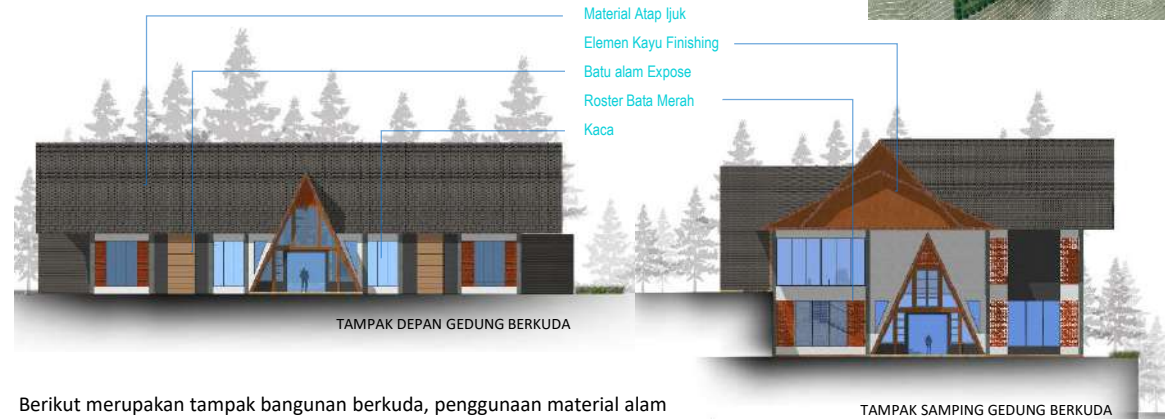 Material Atap Ijuk
Elemen Kayu Finishing
Batu alam Expose
Roster Bata Merah
Kaca
TAMPAK DEPAN GEDUNG BERKUDA
TAMPAK SAMPING GEDUNG BERKUDA
Berikut merupakan tampak bangunan berkuda, penggunaan material alam